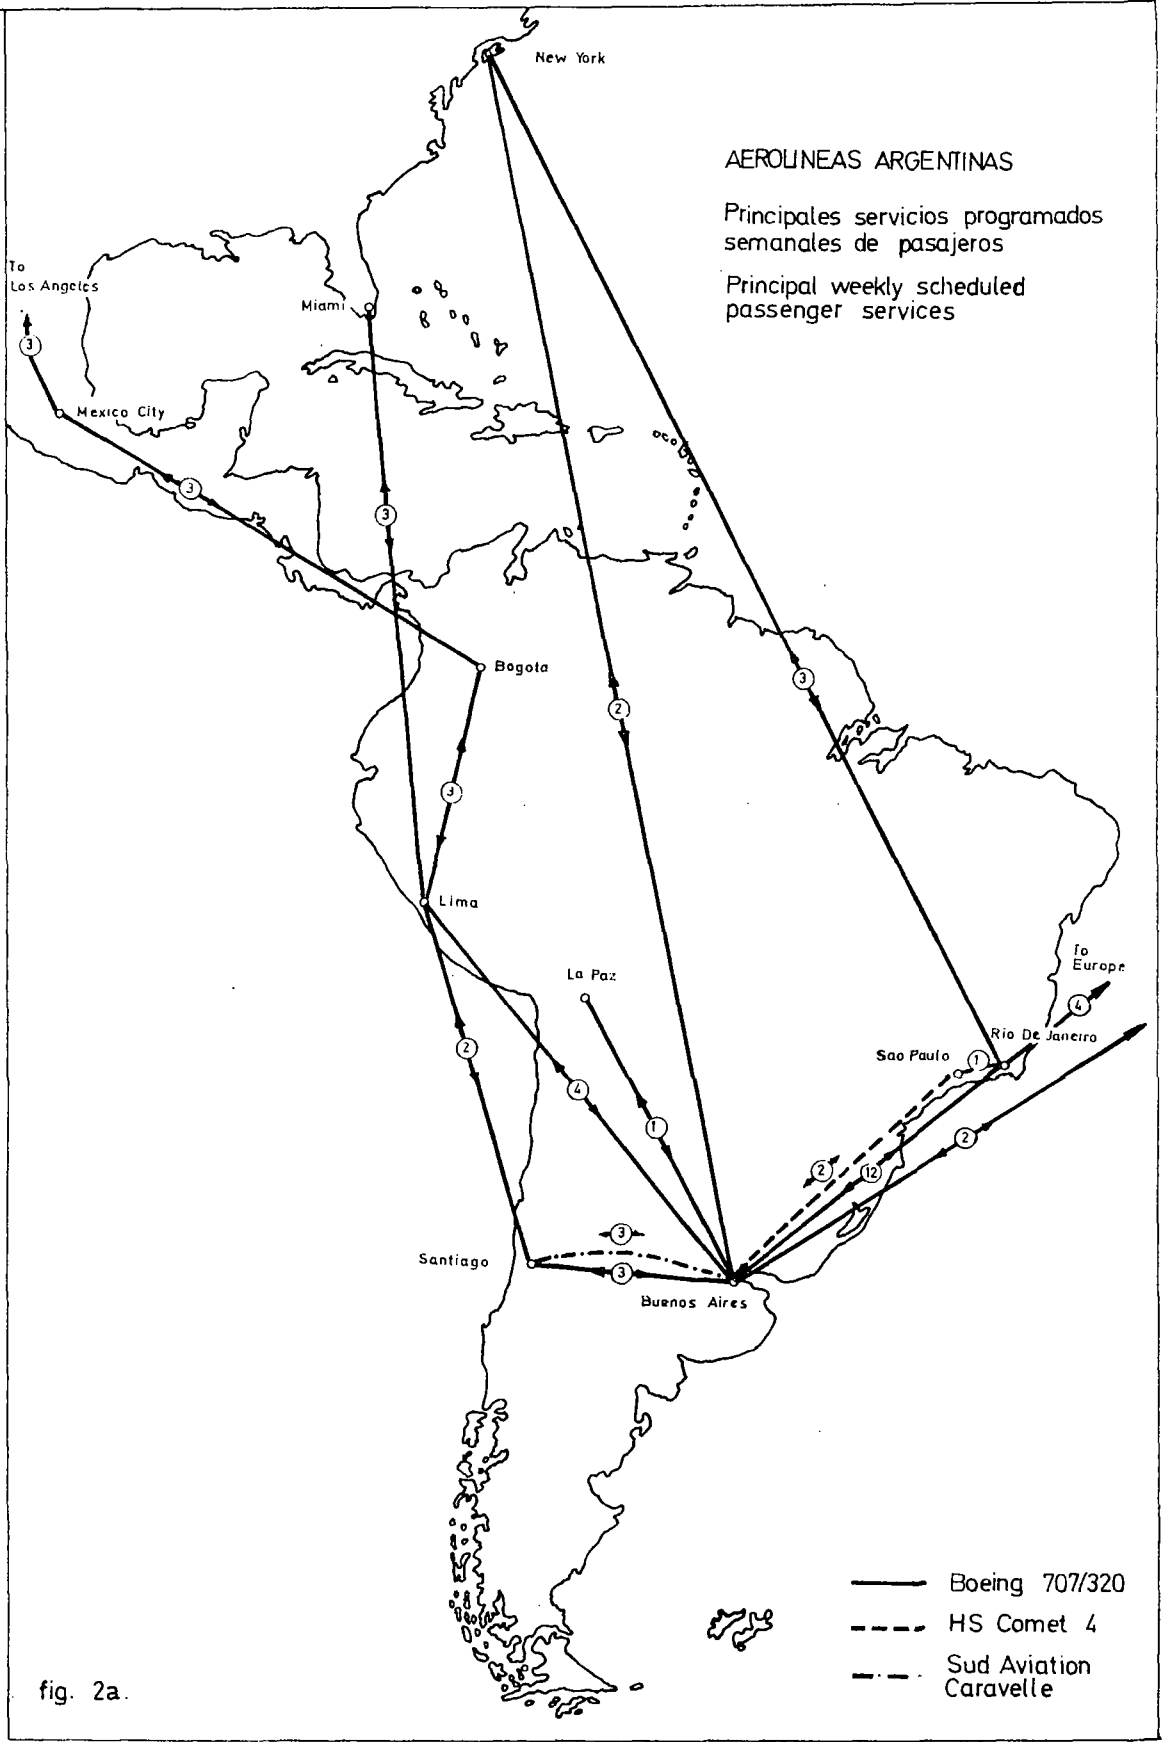 New York
AEROLINEAS ARGENTINAS
Principales servicios programados
semanales de pasajeros
Principal weekly scheduled
passenger services
To
Los Angeles
Miami
3
Mexico City
3
3
Bogota
3
2
3
Lima
La Paz
To
Europe
4
Rio De Janeiro
Sao Paulo
1
2
4
1
2
2
12
3
Santiago
3
Buenos Aires
Boeing 707/320
HS Comet 4
Sud Aviation
Caravelle
fig. 2a.